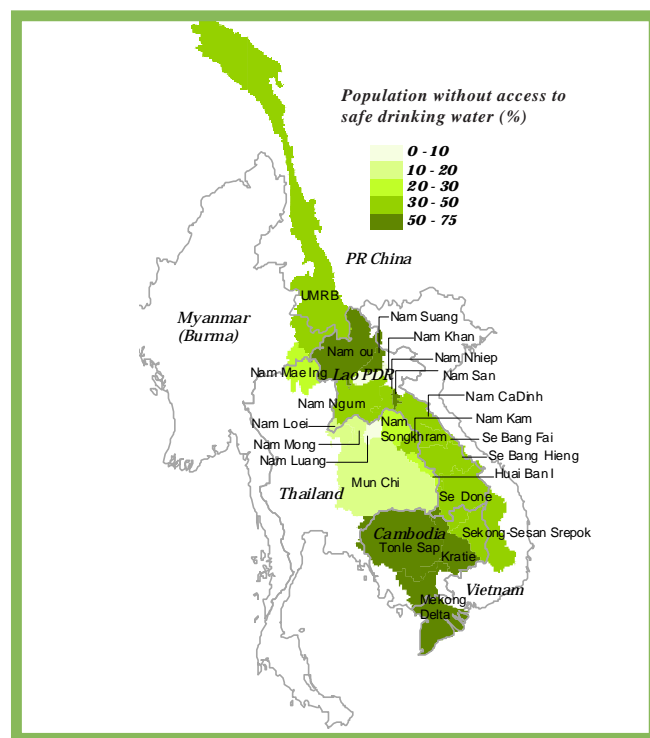 Population without access to
safe drinking water (%)
0 - 10
10 - 20
20 - 30
30 - 50
50 - 75
PR China
UMRB
Myanmar
(Burma)
Nam Suang
Nam Khan
Nam ou
Nam Nhiep
Nam Mae Ing
Lao PDR
Nam San
Nam CaDinh
Nam Ngum
Nam Kam
Nam Loei
Nam
Songkhram
Se Bang Fai
Nam Mong
Se Bang Hieng
Nam Luang
Huai Ban I
Mun Chi
Thailand
Se Done
Cambodia
Sekong-Sesan Srepok
Tonle Sap
Kratie
Vietnam
Mekong
Delta